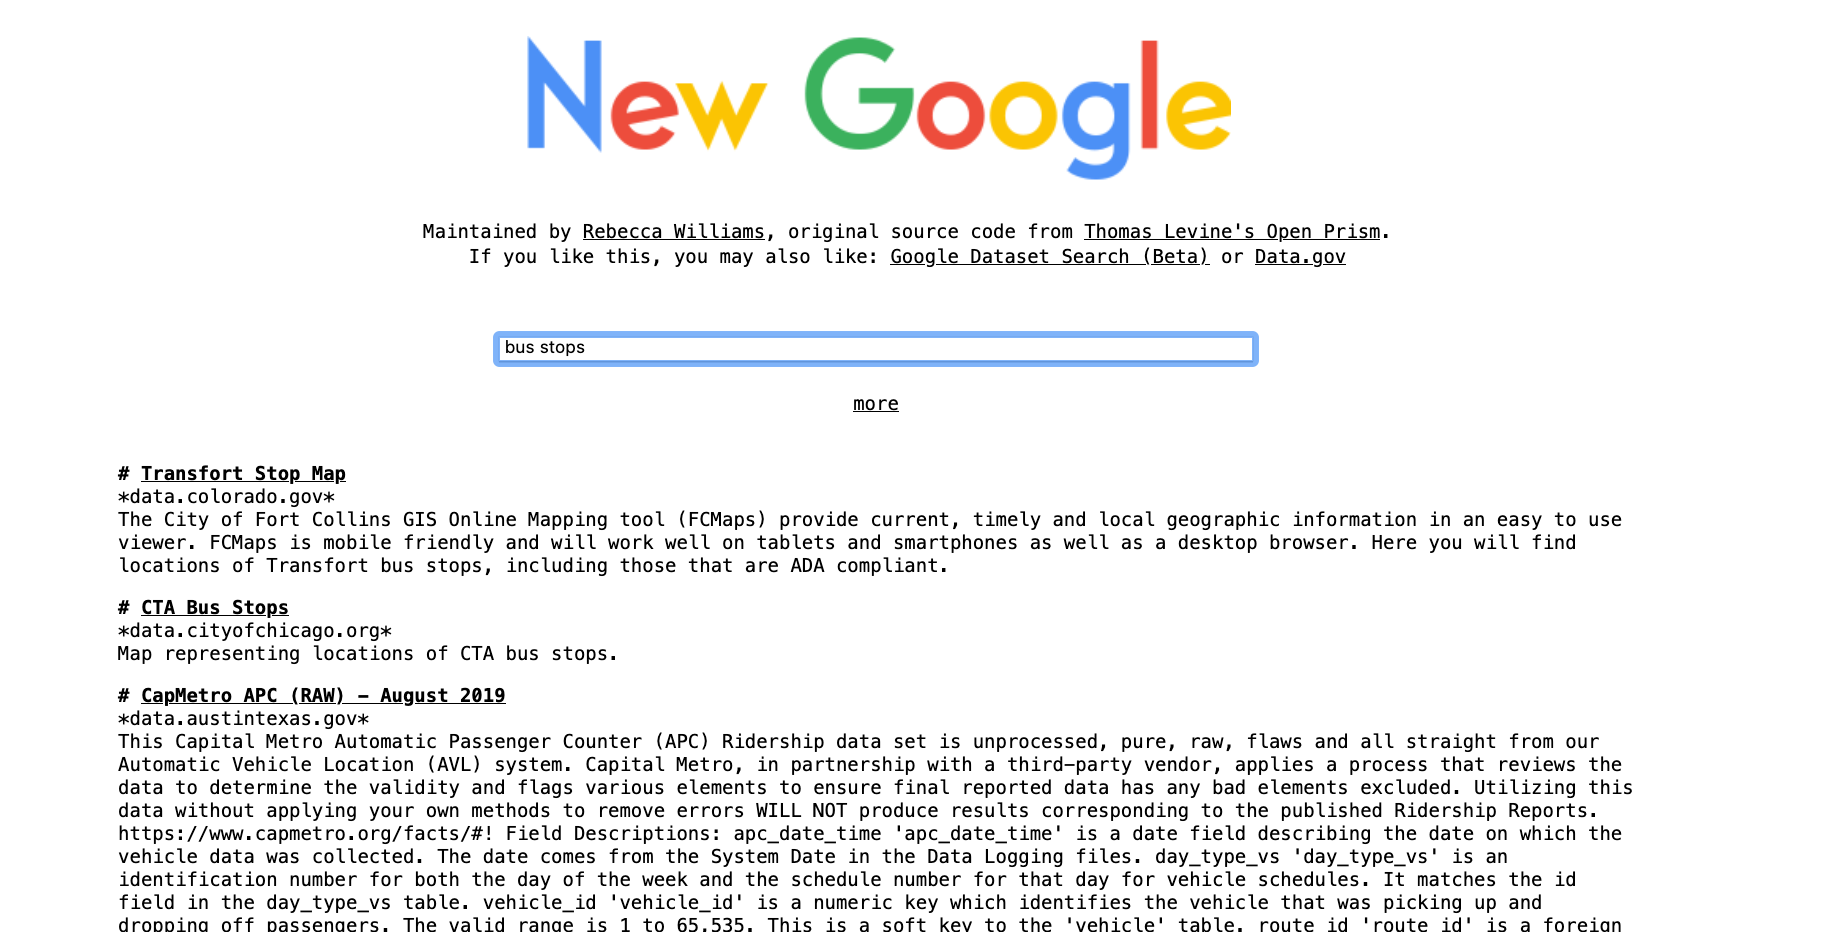 New Google
Maintained by Rebecca Williams, original source code from Thomas Levine's Open Prism.
If you like this, you may also like: Google Dataset Search (Beta) or Data.gov
bus stops
more
# Transfort Stop Map
*data.colorado.gov*
The City of Fort Collins GIS Online Mapping tool (FCMaps) provide current, timely and local geographic information in an easy to use
viewer. FCMaps is mobile friendly and will work well on tablets and smartphones as well as a desktop browser. Here you will find
locations of Transfort bus stops, including those that are ADA compliant.
# CTA Bus Stops
*data.cityofchicago.org*
Map representing locations of CTA bus stops.
# CapMetro APC (RAW) – August 2019
*data.austintexas.gov*
This Capital Metro Automatic Passenger Counter (APC) Ridership data set is unprocessed, pure, raw, flaws and all straight from our
Automatic Vehicle Location (AVL) system. Capital Metro, in partnership with a third-party vendor, applies a process that reviews the
data to determine the validity and flags various elements to ensure final reported data has any bad elements excluded. Utilizing this
data without applying your own methods to remove errors WILL NOT produce results corresponding to the published Ridership Reports.
https://www.capmetro.org/facts/#! Field Descriptions: apc_date_time 'apc_date_time' is a date field describing the date on which the
vehicle data was collected. The date comes from the System Date in the Data Logging files. day_type_vs 'day_type_vs' is an
identification number for both the day of the week and the schedule number for that day for vehicle schedules. It matches the id
field in the day_type_vs table. vehicle_id 'vehicle_id' is a numeric key which identifies the vehicle that was picking up and
dropping off passengers. The valid range is 1 to 65,535. This is a soft key to the 'vehicle' table. route_id 'route_id' is a foreign